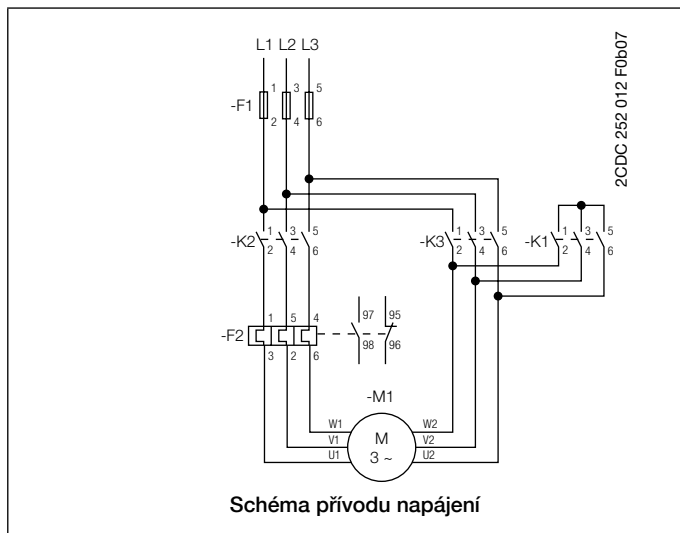 L1 L2 L3
2CDC 252 012 F0b07
-F1
1 3 5
2 4 6
-K2
1 3 5
2 4 6
-K3
1 3 5
2 4 6
-K1
1 3 5
2 4 6
-F2
1 5 4
3 2 6
97 95
98 96
-M1
W1 W2
V1 M V2
U1 3 ~ U2
Schéma přívodu napájení